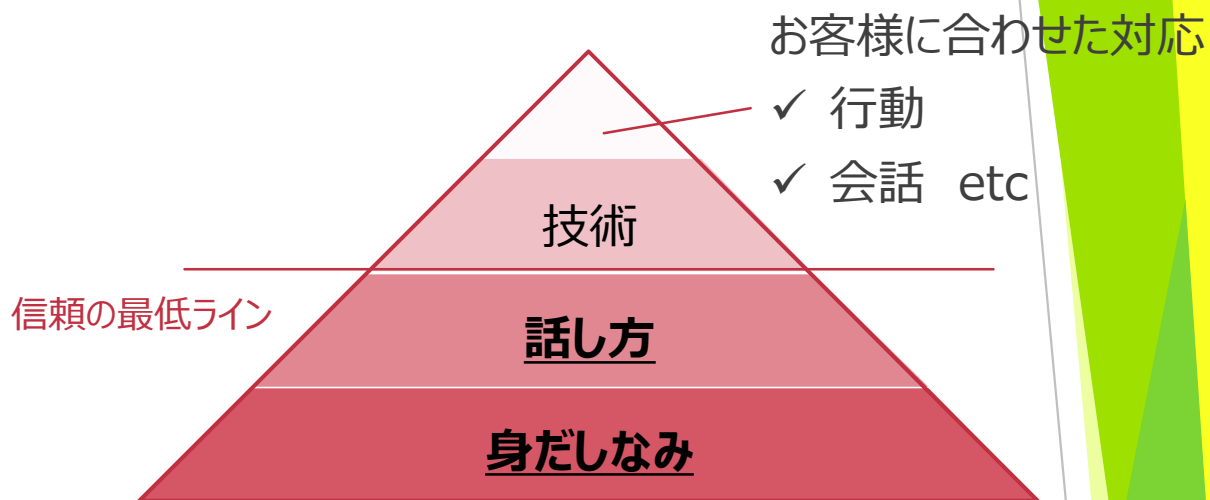 お客様に合わせた対応
✓ 行動
✓ 会話 etc
技術
信頼の最低ライン
話し方
身だしなみ